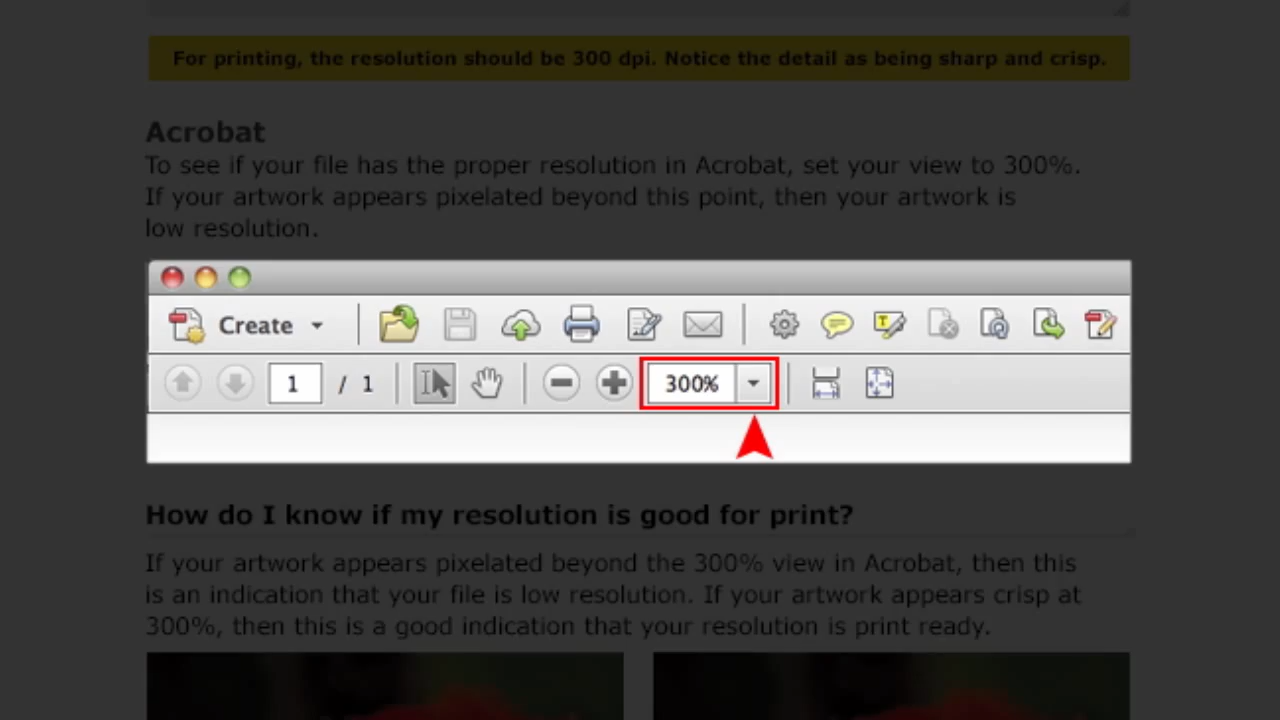 For printing, the resolution should be 300 dpi. Notice the detail as being sharp and crisp.
Acrobat
To see if your file has the proper resolution in Acrobat, set your view to 300%.
If your artwork appears pixelated beyond this point, then your artwork is
low resolution.
Create
1 / 1 300%
How do I know if my resolution is good for print?
If your artwork appears pixelated beyond the 300% view in Acrobat, then this
is an indication that your file is low resolution. If your artwork appears crisp at
300%, then this is a good indication that your resolution is print ready.